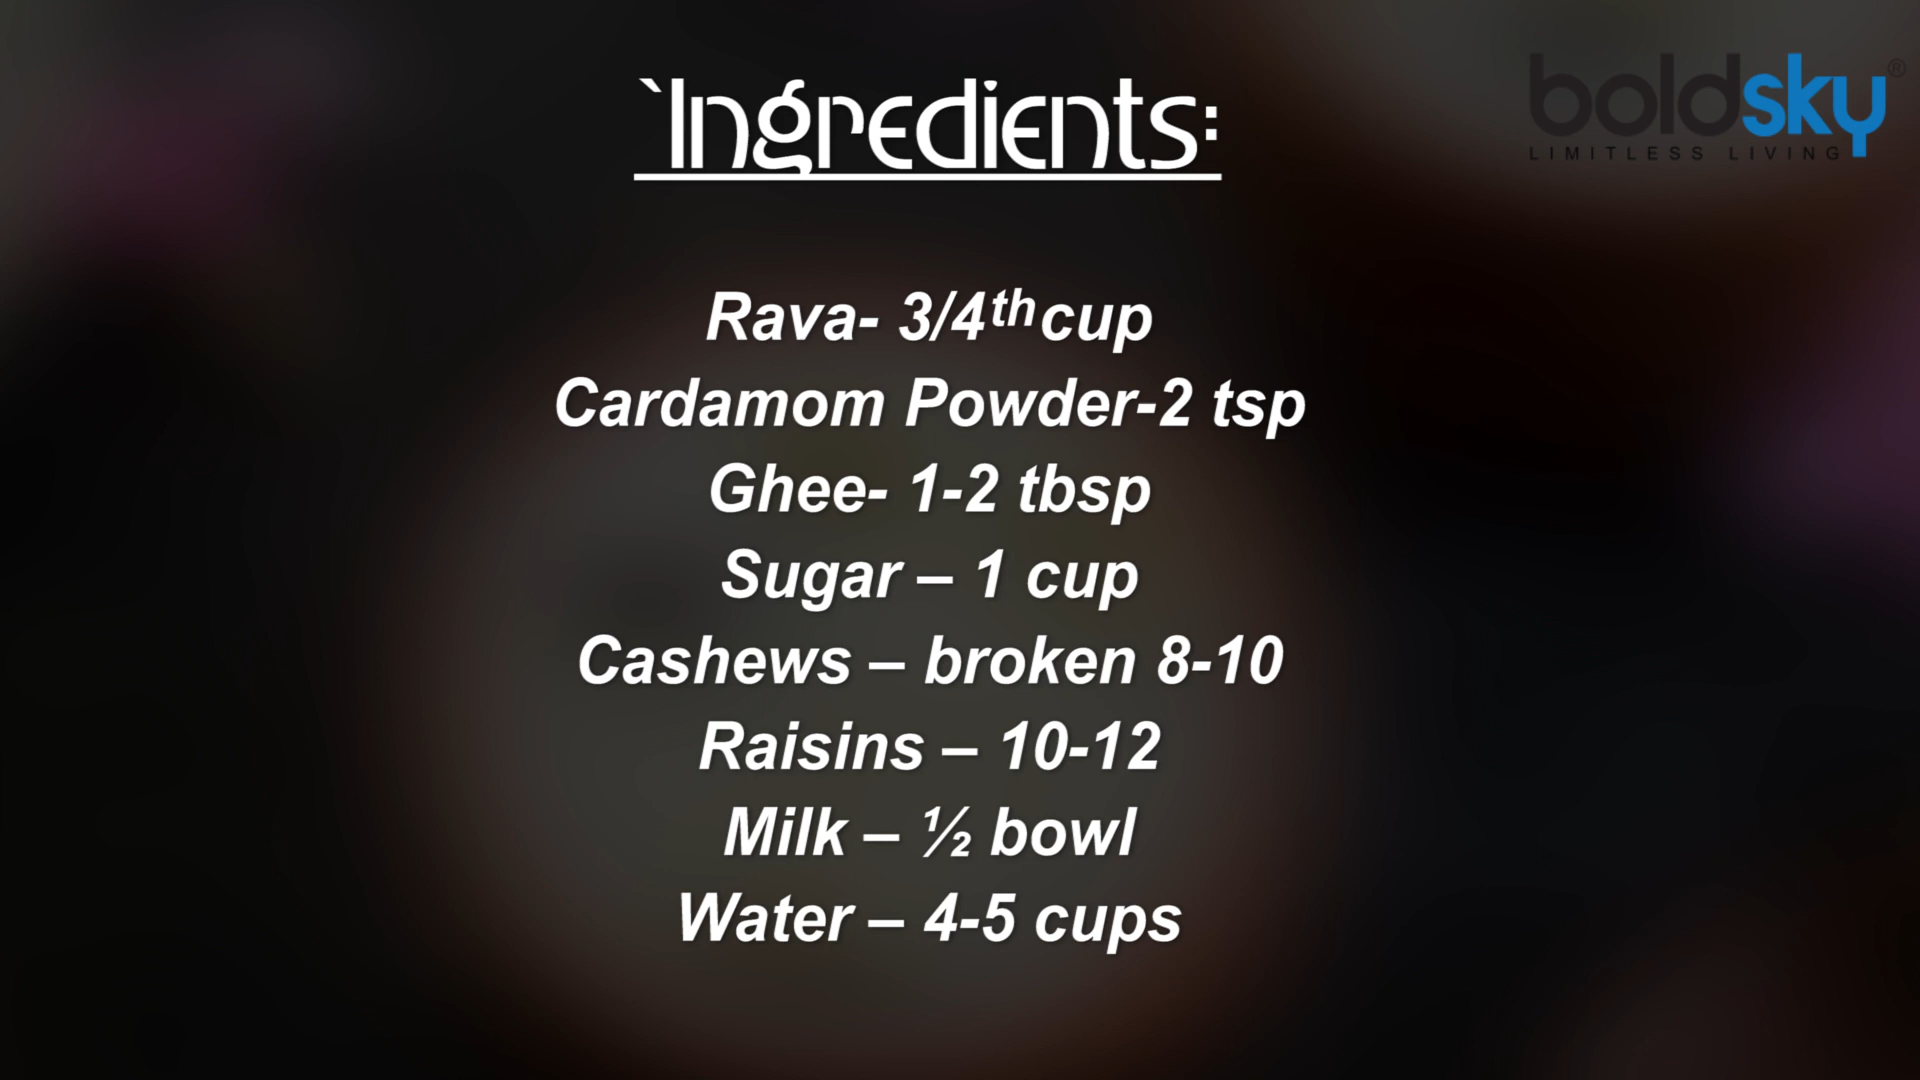 `Ingredients:
boldsky®
LIMITLESS LIVING
Rava- 3/4th cup
Cardamom Powder-2 tsp
Ghee- 1-2 tbsp
Sugar – 1 cup
Cashews – broken 8-10
Raisins – 10-12
Milk – ½ bowl
Water – 4-5 cups